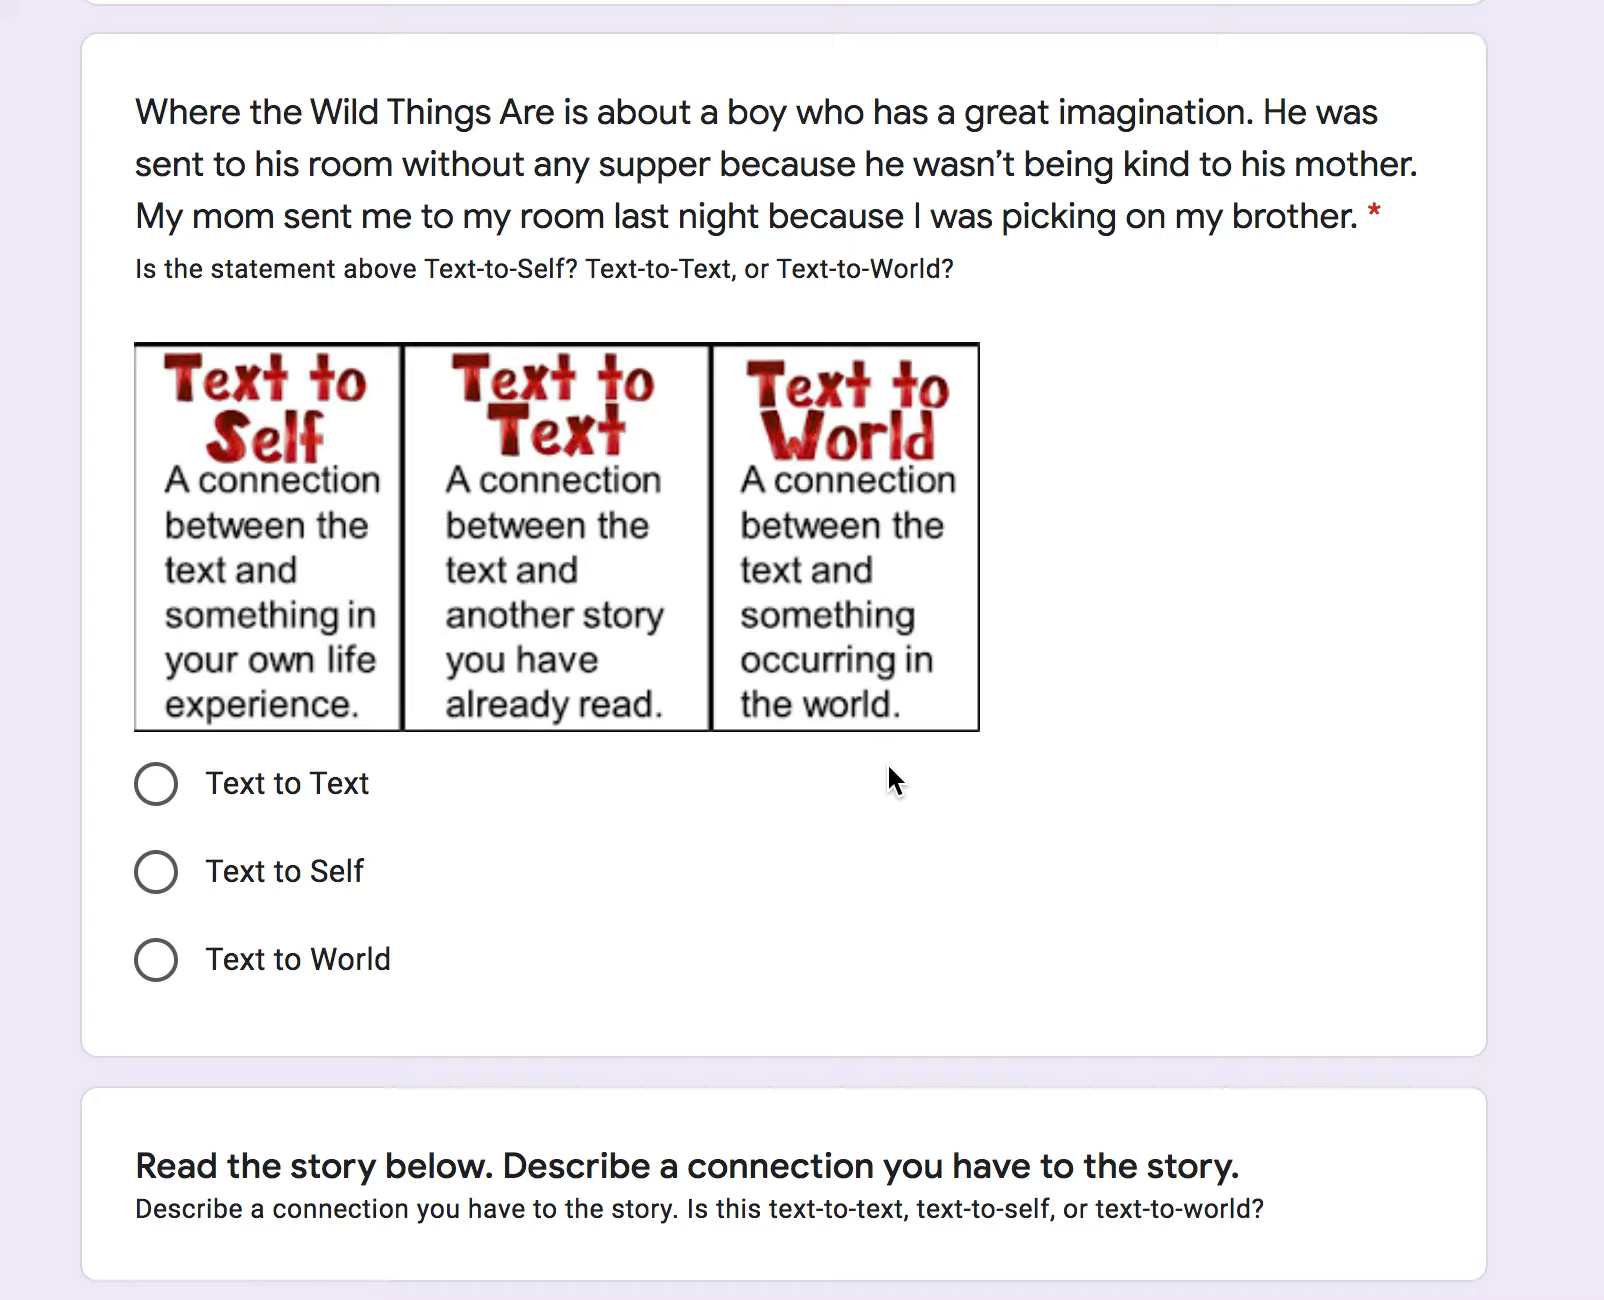 Where the Wild Things Are is about a boy who has a great imagination. He was
sent to his room without any supper because he wasn’t being kind to his mother.
My mom sent me to my room last night because I was picking on my brother. *
Is the statement above Text-to-Self? Text-to-Text, or Text-to-World?
Text to
Self
A connection
between the
text and
something in
your own life
experience.
Text to
Text
A connection
between the
text and
another story
you have
already read.
Text to
World
A connection
between the
text and
something
occurring in
the world.
Text to Text
Text to Self
Text to World
Read the story below. Describe a connection you have to the story.
Describe a connection you have to the story. Is this text-to-text, text-to-self, or text-to-world?